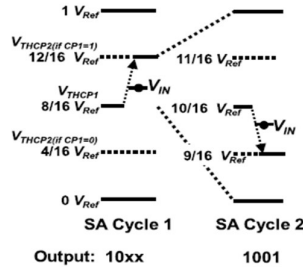 1 V_Ref
V_THCP2(if CP1=1)
12/16 V_Ref
11/16 V_Ref
V_THCP1
V_IN
8/16 V_Ref
10/16 V_Ref
V_IN
V_THCP2(if CP1=0)
4/16 V_Ref
9/16 V_Ref
0 V_Ref
SA Cycle 1
SA Cycle 2
Output: 10xx
1001